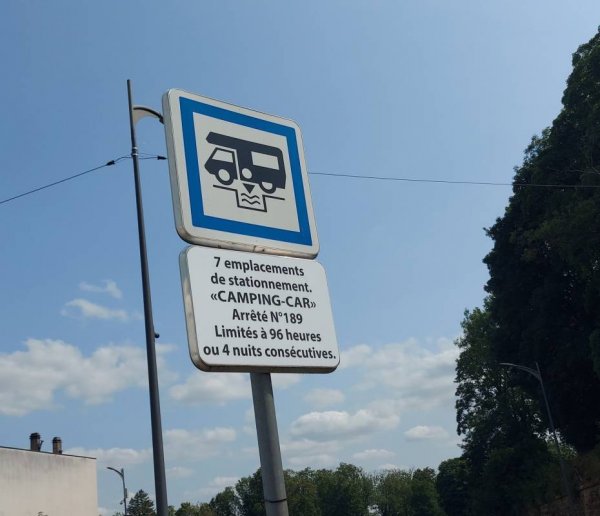 7 emplacements
de stationnement.
«CAMPING-CAR»
Arrêté N°189
Limités à 96 heures
ou 4 nuits consécutives.